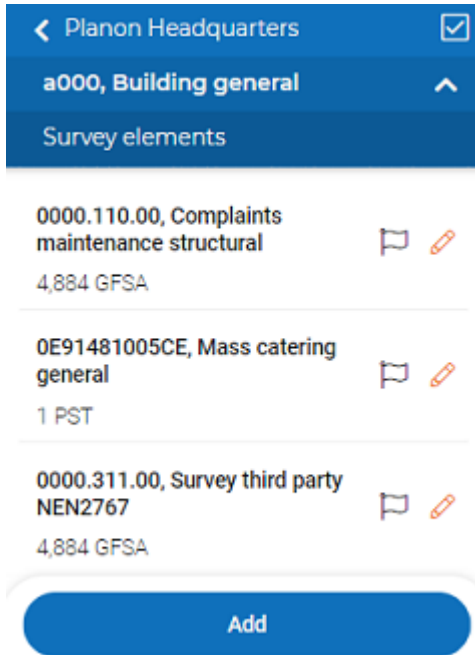 Planon Headquarters
a000, Building general
Survey elements
0000.110.00, Complaints
maintenance structural
4,884 GFSA
0E91481005CE, Mass catering
general
1 PST
0000.311.00, Survey third party
NEN2767
4,884 GFSA
Add